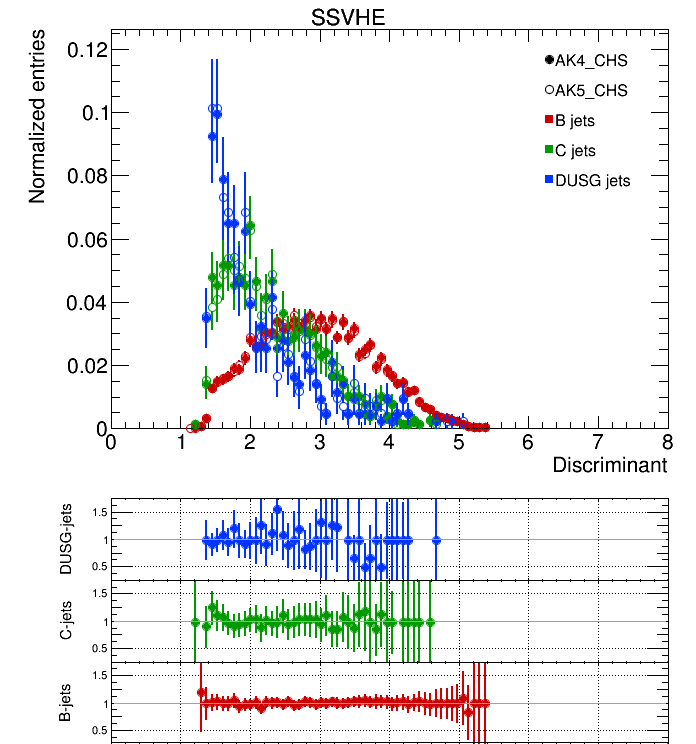 SSVHE
Normalized entries
0.12
0.1
0.08
0.06
0.04
0.02
0
AK4_CHS
AK5_CHS
B jets
C jets
DUSG jets
0 1 2 3 4 5 6 7 8
Discriminant
DUSG-jets
1.5
1
0.5
C-jets
1.5
1
0.5
B-jets
1.5
1
0.5